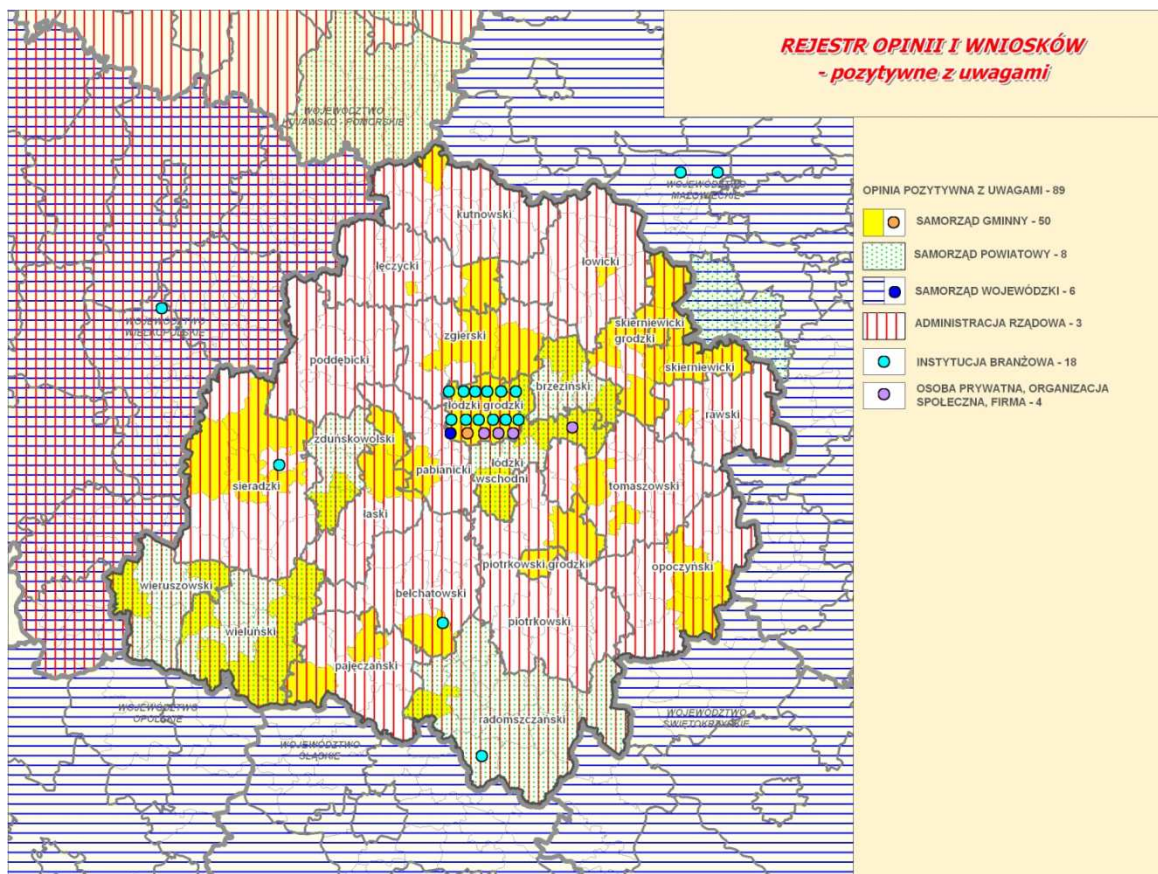 REJESTR OPINII I WNIOSKÓW
- pozytywne z uwagami
OPINIA POZYTYWNA Z UWAGAMI - 89
SAMORZĄD GMINNY - 50
SAMORZĄD POWIATOWY - 8
SAMORZĄD WOJEWÓDZKI - 6
ADMINISTRACJA RZĄDOWA - 3
INSTYTUCJA BRANŻOWA - 18
OSOBA PRYWATNA, ORGANIZACJA
SPOŁECZNA, FIRMA - 4
WOJEWÓDZTWO
KUJAWSKO - POMORSKIE
WOJEWÓDZTWO
MAZOWIECKIE
kutnowski
łęczycki
łowicki
WOJEWÓDZTWO
WIELKOPOLSKIE
zgierski
skierniewicki
grodzki
poddębicki
skierniewicki
brzeziński
łódzki grodzki
rawski
zduńskowolski
pabianicki
łódzki
wschodni
sieradzki
tomaszowski
łaski
piotrkowski grodzki
opoczyński
wieruszowski
bełchatowski
piotrkowski
wieluński
pajęczański
WOJEWÓDZTWO
OPOLSKIE
radomszczański
WOJEWÓDZTWO
ŚWIĘTOKRZYSKIE
WOJEWÓDZTWO
ŚLĄSKIE